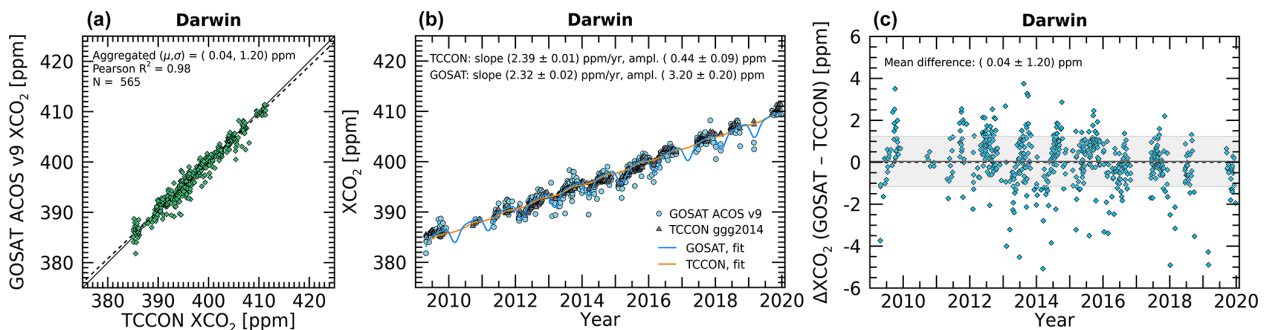 (a) Darwin
Aggregated (μ,σ) = ( 0.04, 1.20) ppm
Pearson R² = 0.98
N = 565
GOSAT ACOS v9 XCO₂ [ppm]
420
410
400
390
380
380 390 400 410 420
TCCON XCO₂ [ppm]
(b) Darwin
TCCON: slope (2.39 ± 0.01) ppm/yr, ampl. ( 0.44 ± 0.09) ppm
GOSAT: slope (2.32 ± 0.02) ppm/yr, ampl. ( 3.20 ± 0.20) ppm
XCO₂ [ppm]
420
410
400
390
380
GOSAT ACOS v9
TCCON ggg2014
GOSAT, fit
TCCON, fit
2010 2012 2014 2016 2018 2020
Year
(c) Darwin
Mean difference: ( 0.04 ± 1.20) ppm
ΔXCO₂ (GOSAT − TCCON) [ppm]
6
4
2
0
-2
-4
-6
2010 2012 2014 2016 2018 2020
Year